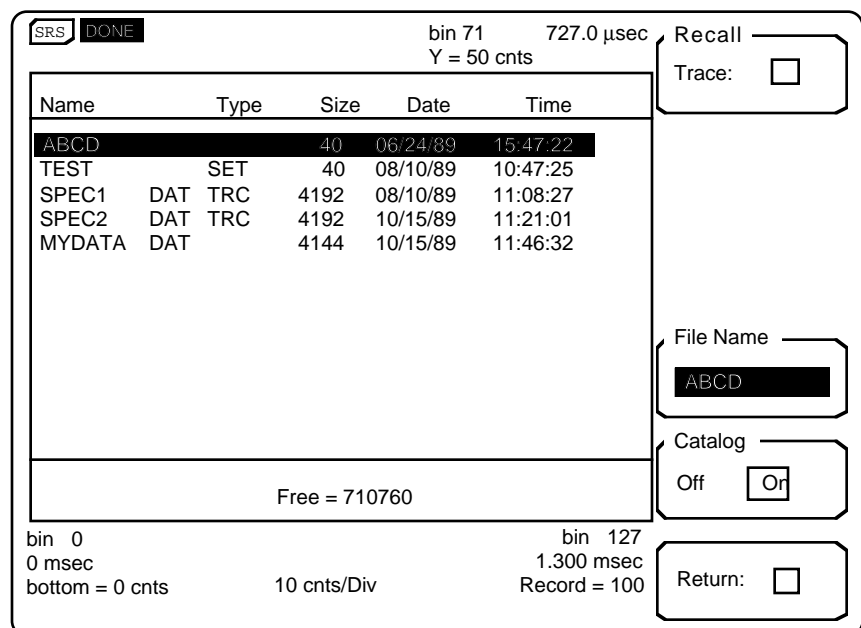 SRS DONE bin 71 727.0 µsec
Y = 50 cnts
Recall
Trace:
Name Type Size Date Time
ABCD 40 06/24/89 15:47:22
TEST SET 40 08/10/89 10:47:25
SPEC1 DAT TRC 4192 08/10/89 11:08:27
SPEC2 DAT TRC 4192 10/15/89 11:21:01
MYDATA DAT 4144 10/15/89 11:46:32
File Name
ABCD
Catalog
Off On
Free = 710760
bin 0 bin 127
0 msec 1.300 msec
bottom = 0 cnts 10 cnts/Div Record = 100
Return: